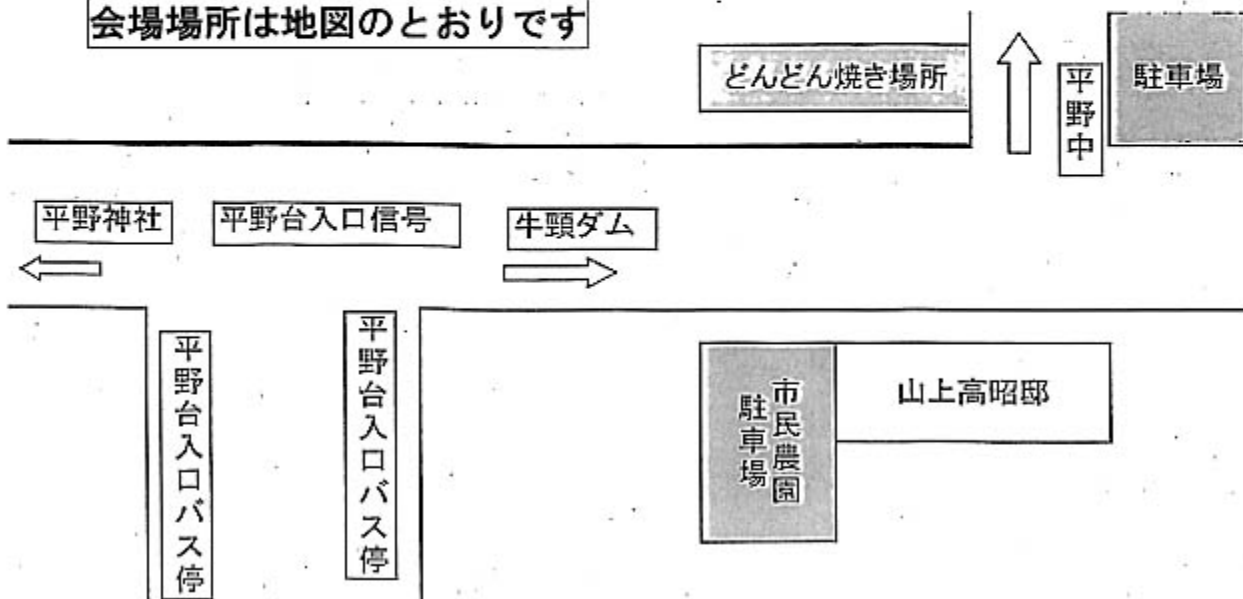 会場場所は地図のとおりです
どんどん焼き場所
平野中
駐車場
平野神社
平野台入口信号
牛頸ダム
平野台入口バス停
平野台入口バス停
市民農園
駐車場
山上高昭邸